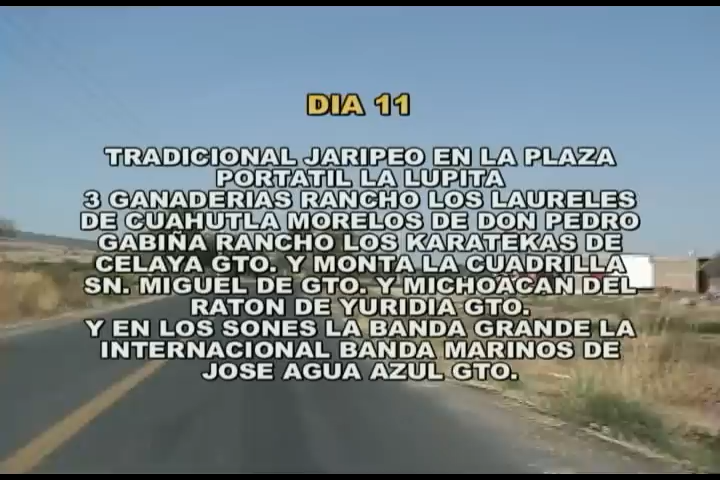 DIA 11
TRADICIONAL JARIPEO EN LA PLAZA
PORTATIL LA LUPITA
3 GANADERIAS RANCHO LOS LAURELES
DE CUAHUTLA MORELOS DE DON PEDRO
GABIÑA RANCHO LOS KARATEKAS DE
CELAYA GTO. Y MONTA LA CUADRILLA
SN. MIGUEL DE GTO. Y MICHOACAN DEL
RATON DE YURIDIA GTO.
Y EN LOS SONES LA BANDA GRANDE LA
INTERNACIONAL BANDA MARINOS DE
JOSE AGUA AZUL GTO.